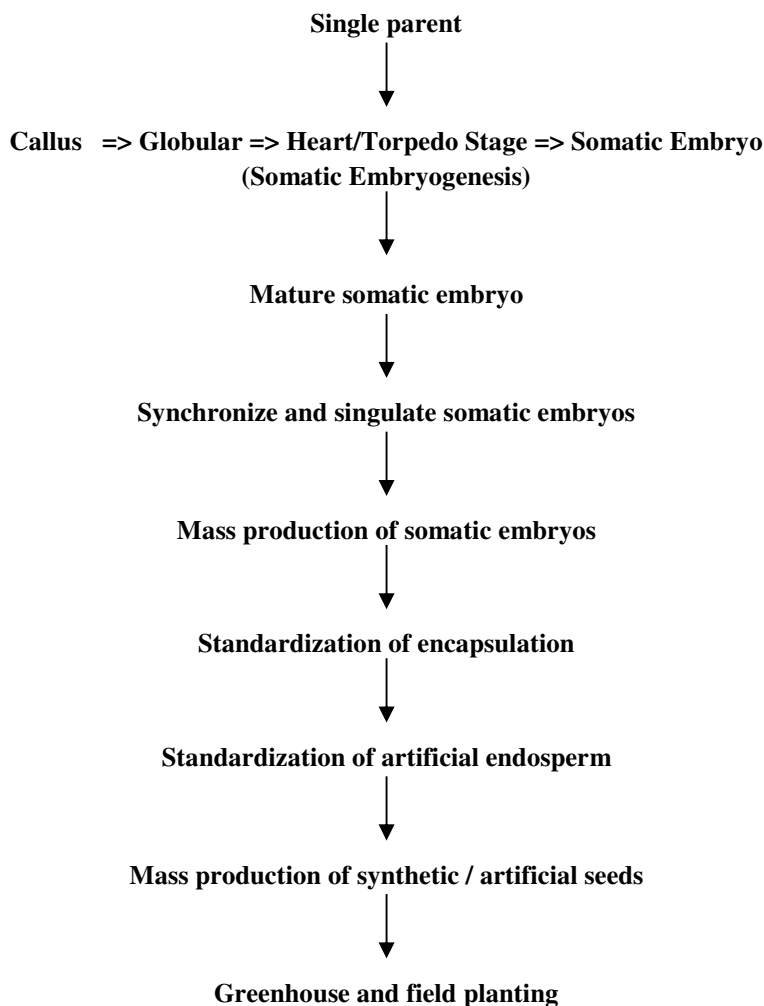 Single parent
Callus => Globular => Heart/Torpedo Stage => Somatic Embryo
(Somatic Embryogenesis)
Mature somatic embryo
Synchronize and singulate somatic embryos
Mass production of somatic embryos
Standardization of encapsulation
Standardization of artificial endosperm
Mass production of synthetic / artificial seeds
Greenhouse and field planting